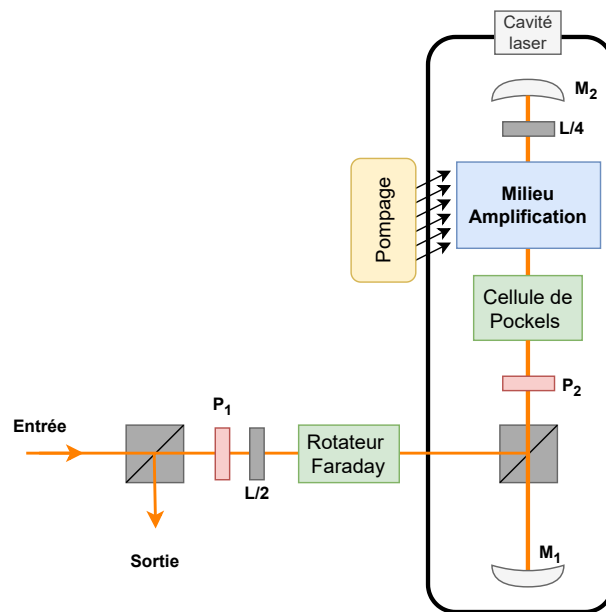 Cavité
laser
M2
L/4
Pompage
Milieu
Amplification
Cellule de
Pockels
P2
P1
Entrée
Rotateur
Faraday
L/2
Sortie
M1